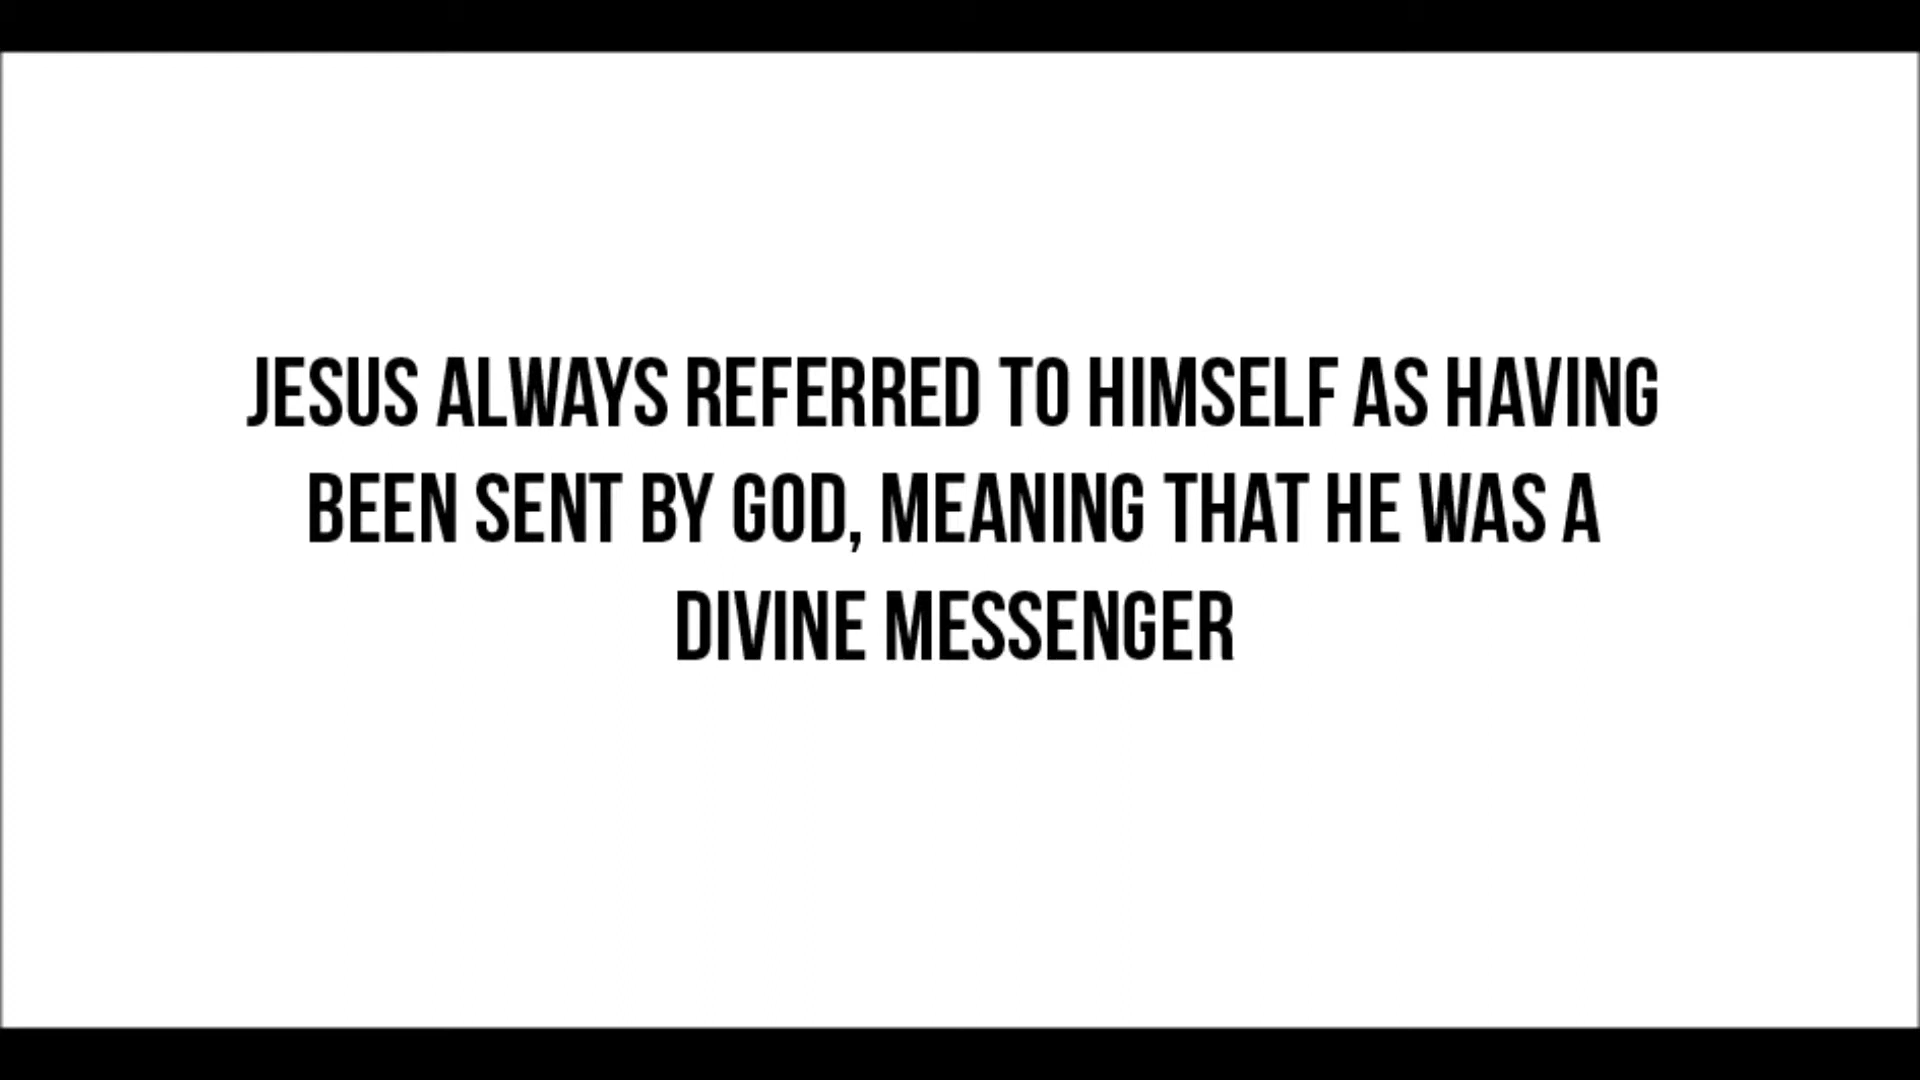 JESUS ALWAYS REFERRED TO HIMSELF AS HAVING
BEEN SENT BY GOD, MEANING THAT HE WAS A
DIVINE MESSENGER